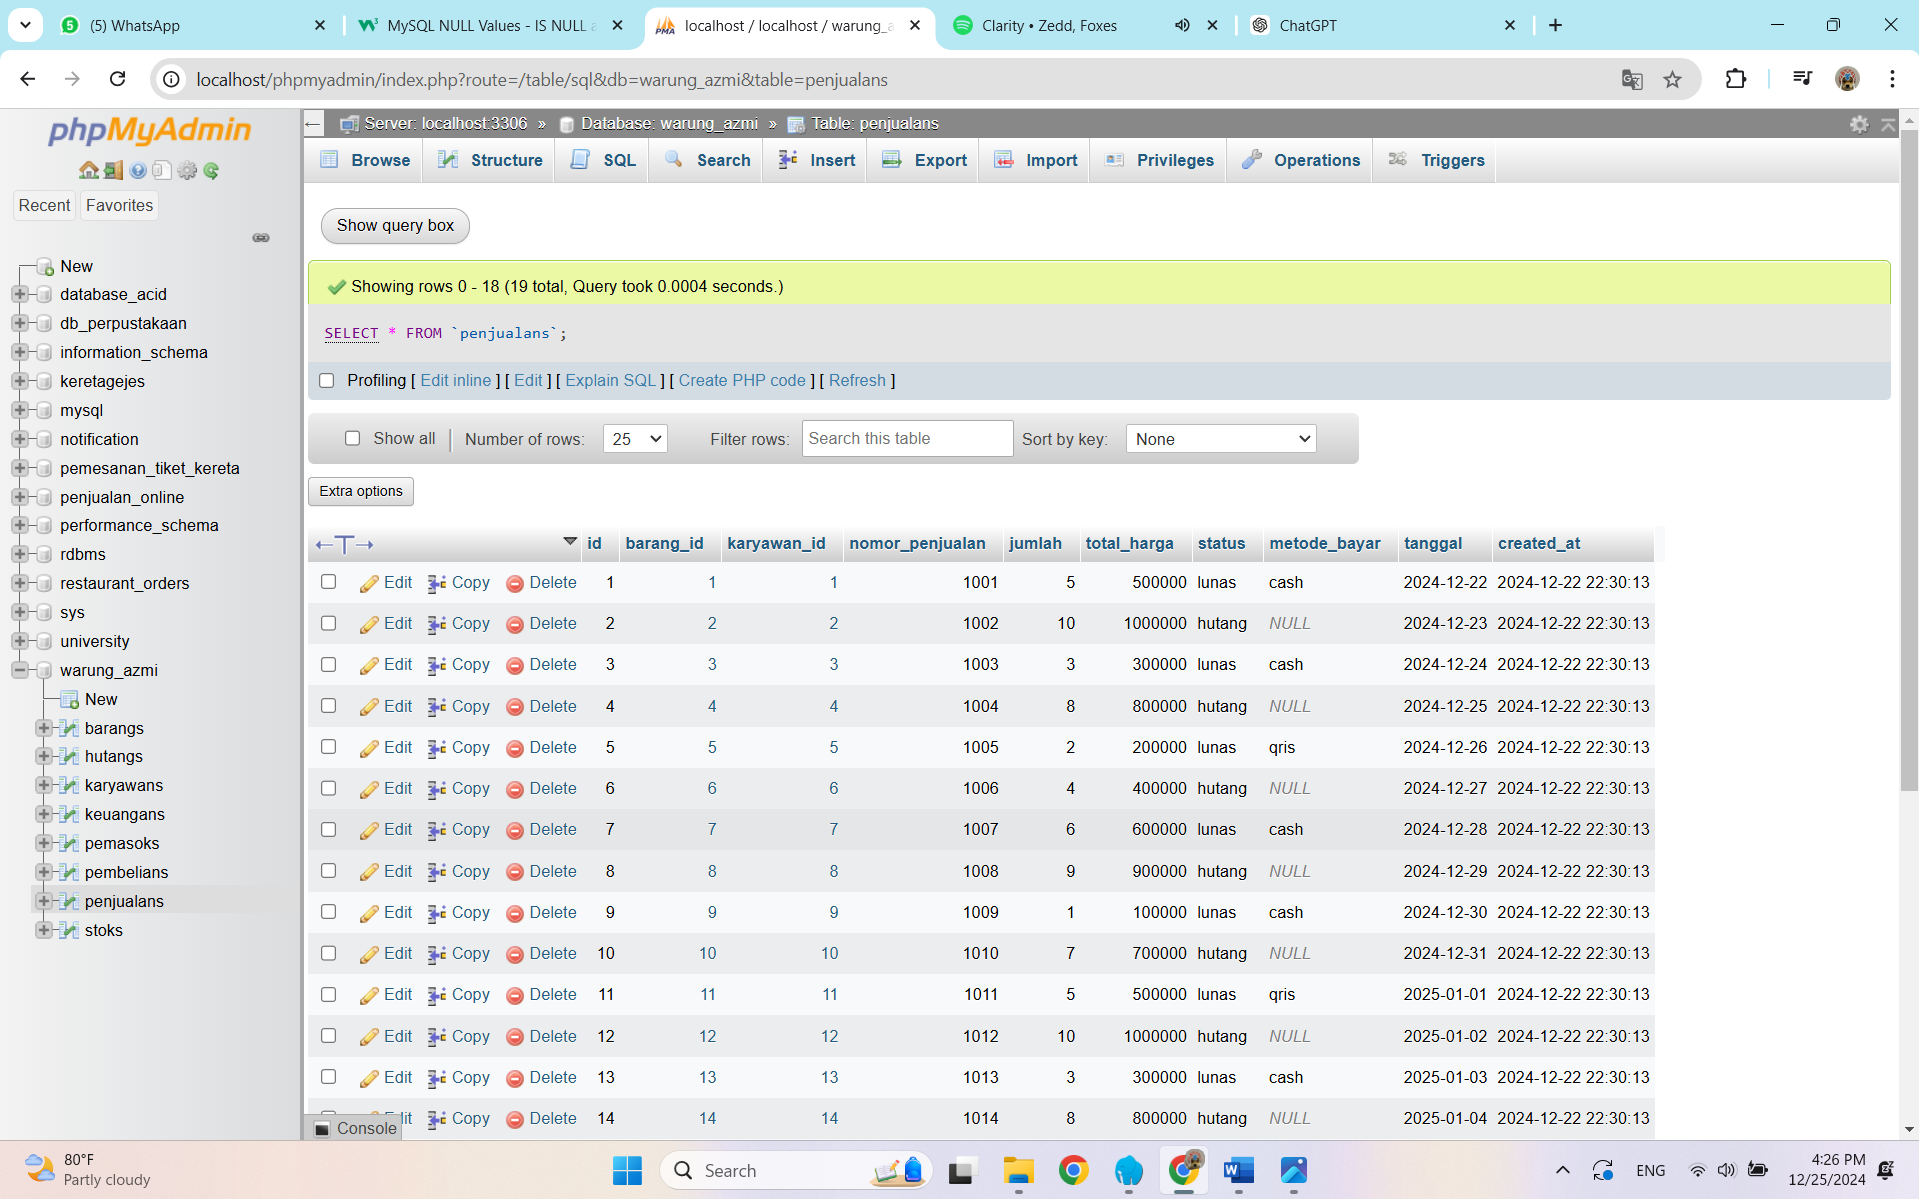 (5) WhatsApp
MySQL NULL Values - IS NULL a
localhost / localhost / warung_a
Clarity • Zedd, Foxes
ChatGPT
localhost/phpmyadmin/index.php?route=/table/sql&db=warung_azmi&table=penjualans
phpMyAdmin
Recent Favorites
New
database_acid
db_perpustakaan
information_schema
keretagejes
mysql
notification
pemesanan_tiket_kereta
penjualan_online
performance_schema
rdbms
restaurant_orders
sys
university
warung_azmi
New
barangs
hutangs
karyawans
keuangans
pemasoks
pembelians
penjualans
stoks
Server: localhost:3306 » Database: warung_azmi » Table: penjualans
Browse Structure SQL Search Insert Export Import Privileges Operations Triggers
Show query box
Showing rows 0 - 18 (19 total, Query took 0.0004 seconds.)
SELECT * FROM `penjualans`;
Profiling [ Edit inline ] [ Edit ] [ Explain SQL ] [ Create PHP code ] [ Refresh ]
Show all Number of rows: 25 Filter rows: Search this table Sort by key: None
Extra options
id barang_id karyawan_id nomor_penjualan jumlah total_harga status metode_bayar tanggal created_at
Edit Copy Delete 1 1 1 1001 5 500000 lunas cash 2024-12-22 2024-12-22 22:30:13
Edit Copy Delete 2 2 2 1002 10 1000000 hutang NULL 2024-12-23 2024-12-22 22:30:13
Edit Copy Delete 3 3 3 1003 3 300000 lunas cash 2024-12-24 2024-12-22 22:30:13
Edit Copy Delete 4 4 4 1004 8 800000 hutang NULL 2024-12-25 2024-12-22 22:30:13
Edit Copy Delete 5 5 5 1005 2 200000 lunas qris 2024-12-26 2024-12-22 22:30:13
Edit Copy Delete 6 6 6 1006 4 400000 hutang NULL 2024-12-27 2024-12-22 22:30:13
Edit Copy Delete 7 7 7 1007 6 600000 lunas cash 2024-12-28 2024-12-22 22:30:13
Edit Copy Delete 8 8 8 1008 9 900000 hutang NULL 2024-12-29 2024-12-22 22:30:13
Edit Copy Delete 9 9 9 1009 1 100000 lunas cash 2024-12-30 2024-12-22 22:30:13
Edit Copy Delete 10 10 10 1010 7 700000 hutang NULL 2024-12-31 2024-12-22 22:30:13
Edit Copy Delete 11 11 11 1011 5 500000 lunas qris 2025-01-01 2024-12-22 22:30:13
Edit Copy Delete 12 12 12 1012 10 1000000 hutang NULL 2025-01-02 2024-12-22 22:30:13
Edit Copy Delete 13 13 13 1013 3 300000 lunas cash 2025-01-03 2024-12-22 22:30:13
Edit Copy Delete 14 14 14 1014 8 800000 hutang NULL 2025-01-04 2024-12-22 22:30:13
Console
80°F
Partly cloudy
Search
ENG
4:26 PM
12/25/2024